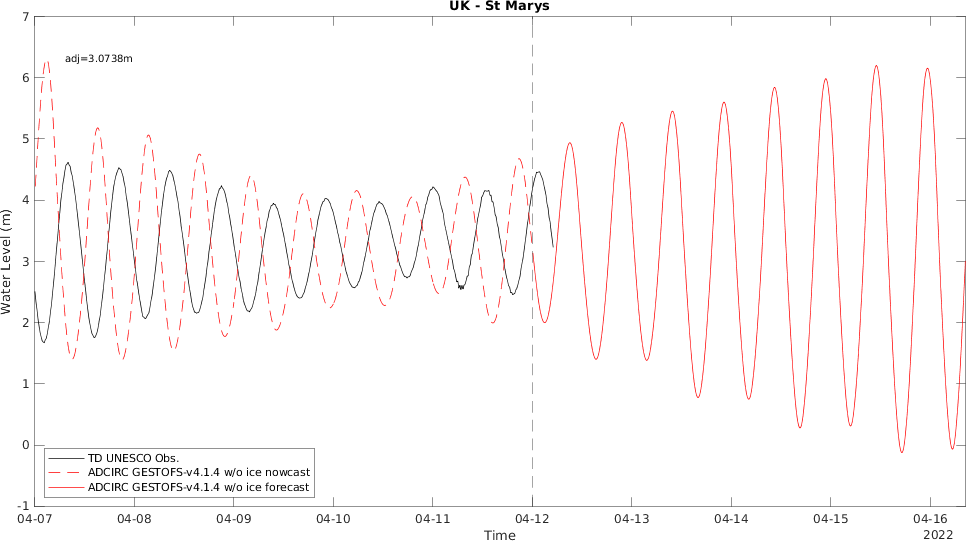 UK - St Marys
adj=3.0738m
7
6
5
4
3
2
1
0
-1
Water Level (m)
TD UNESCO Obs.
ADCIRC GESTOFS-v4.1.4 w/o ice nowcast
ADCIRC GESTOFS-v4.1.4 w/o ice forecast
04-07 04-08 04-09 04-10 04-11 04-12 04-13 04-14 04-15 04-16
Time
2022